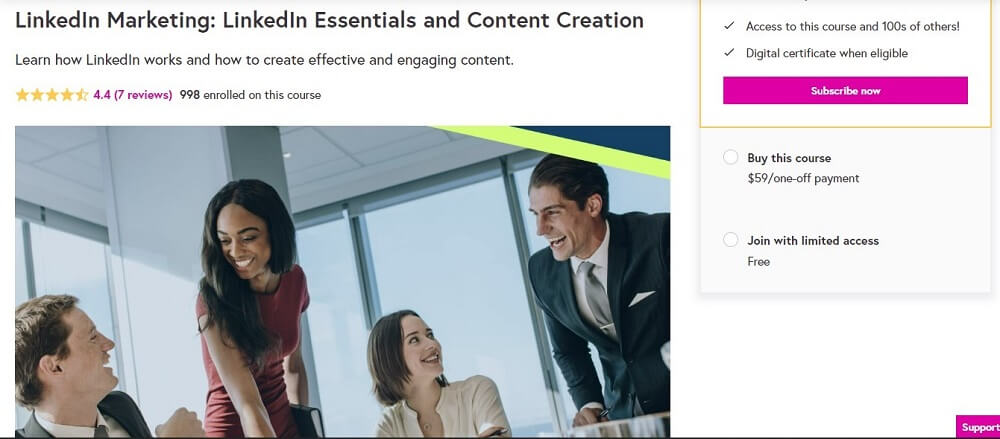 LinkedIn Marketing: LinkedIn Essentials and Content Creation
Learn how LinkedIn works and how to create effective and engaging content.
4.4 (7 reviews) 998 enrolled on this course
Access to this course and 100s of others!
Digital certificate when eligible
Subscribe now
Buy this course
$59/one-off payment
Join with limited access
Free
Support